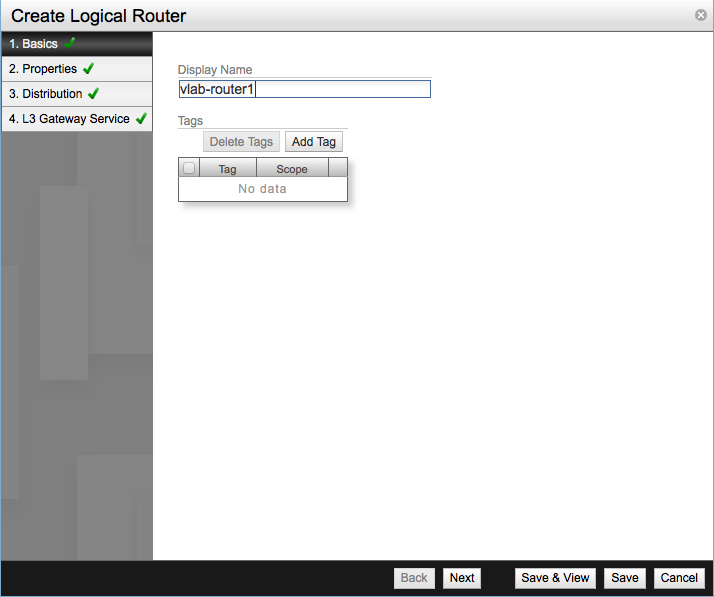 Create Logical Router
1. Basics
2. Properties
3. Distribution
4. L3 Gateway Service
Display Name
vlab-router1
Tags
Delete Tags Add Tag
Tag Scope
No data
Back Next Save & View Save Cancel